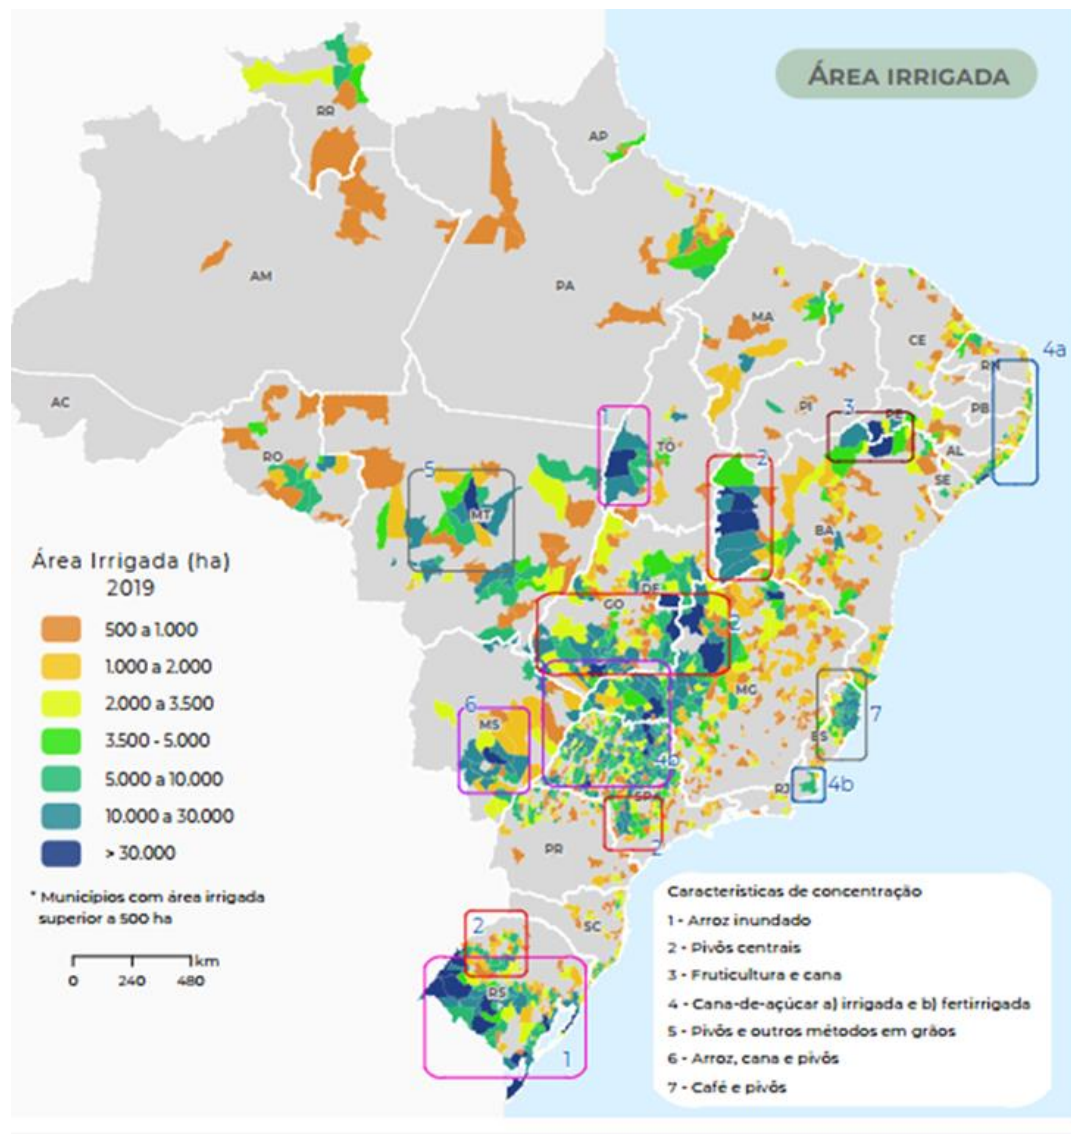 ÁREA IRRIGADA
RR
AP
AM
PA
MA
CE
4a
RN
AC
PI
3
PE
PB
1
TO
AL
RO
5
2
SE
MT
BA
Área Irrigada (ha)
2019
DF
GO
2
500 a 1.000
1.000 a 2.000
MG
2.000 a 3.500
6
MS
7
3.500 - 5.000
ES
4b
5.000 a 10.000
RJ
4b
10.000 a 30.000
SP
> 30.000
PR
2
* Municípios com área irrigada
superior a 500 ha
Características de concentração
1 - Arroz inundado
2
SC
2 - Pivôs centrais
km
0 240 480
3 - Fruticultura e cana
RS
4 - Cana-de-açúcar a) irrigada e b) fertirrigada
5 - Pivôs e outros métodos em grãos
1
6 - Arroz, cana e pivôs
7 - Café e pivôs